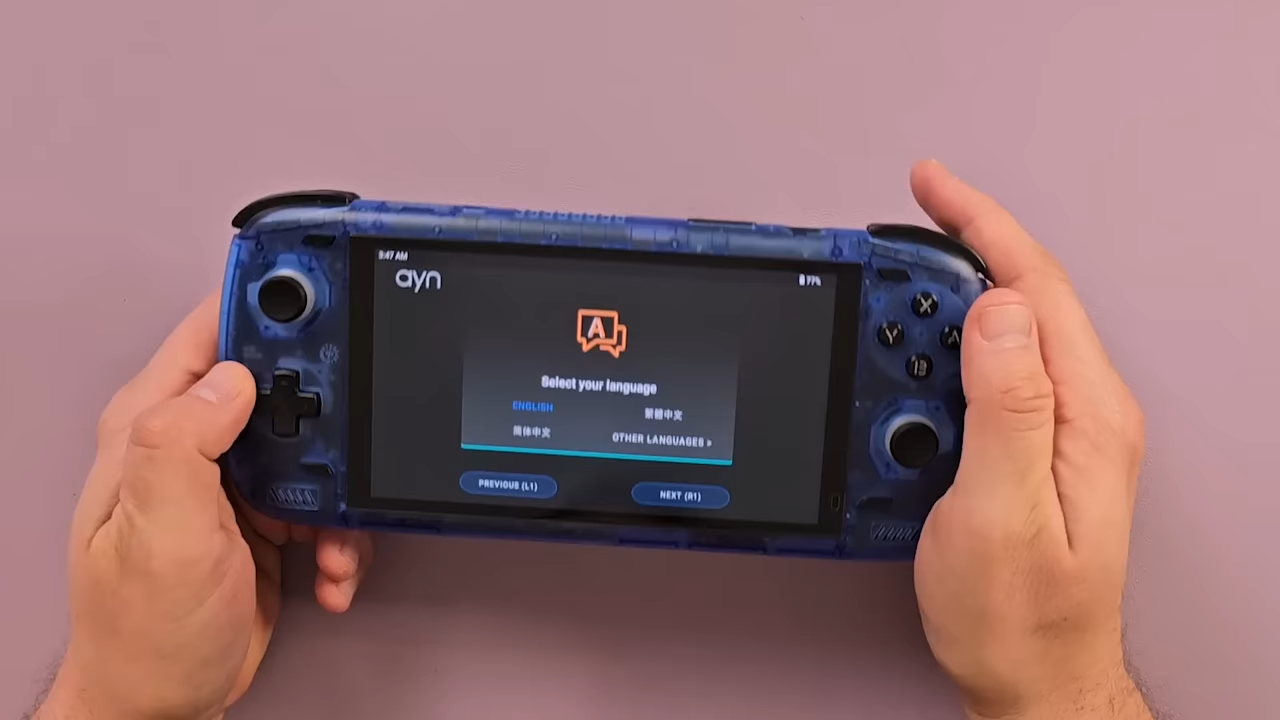 9:47 AM
77%
ayn
A
Select your language
ENGLISH
繁體中文
简体中文
OTHER LANGUAGES »
PREVIOUS (L1)
NEXT (R1)
X
Y
A
B